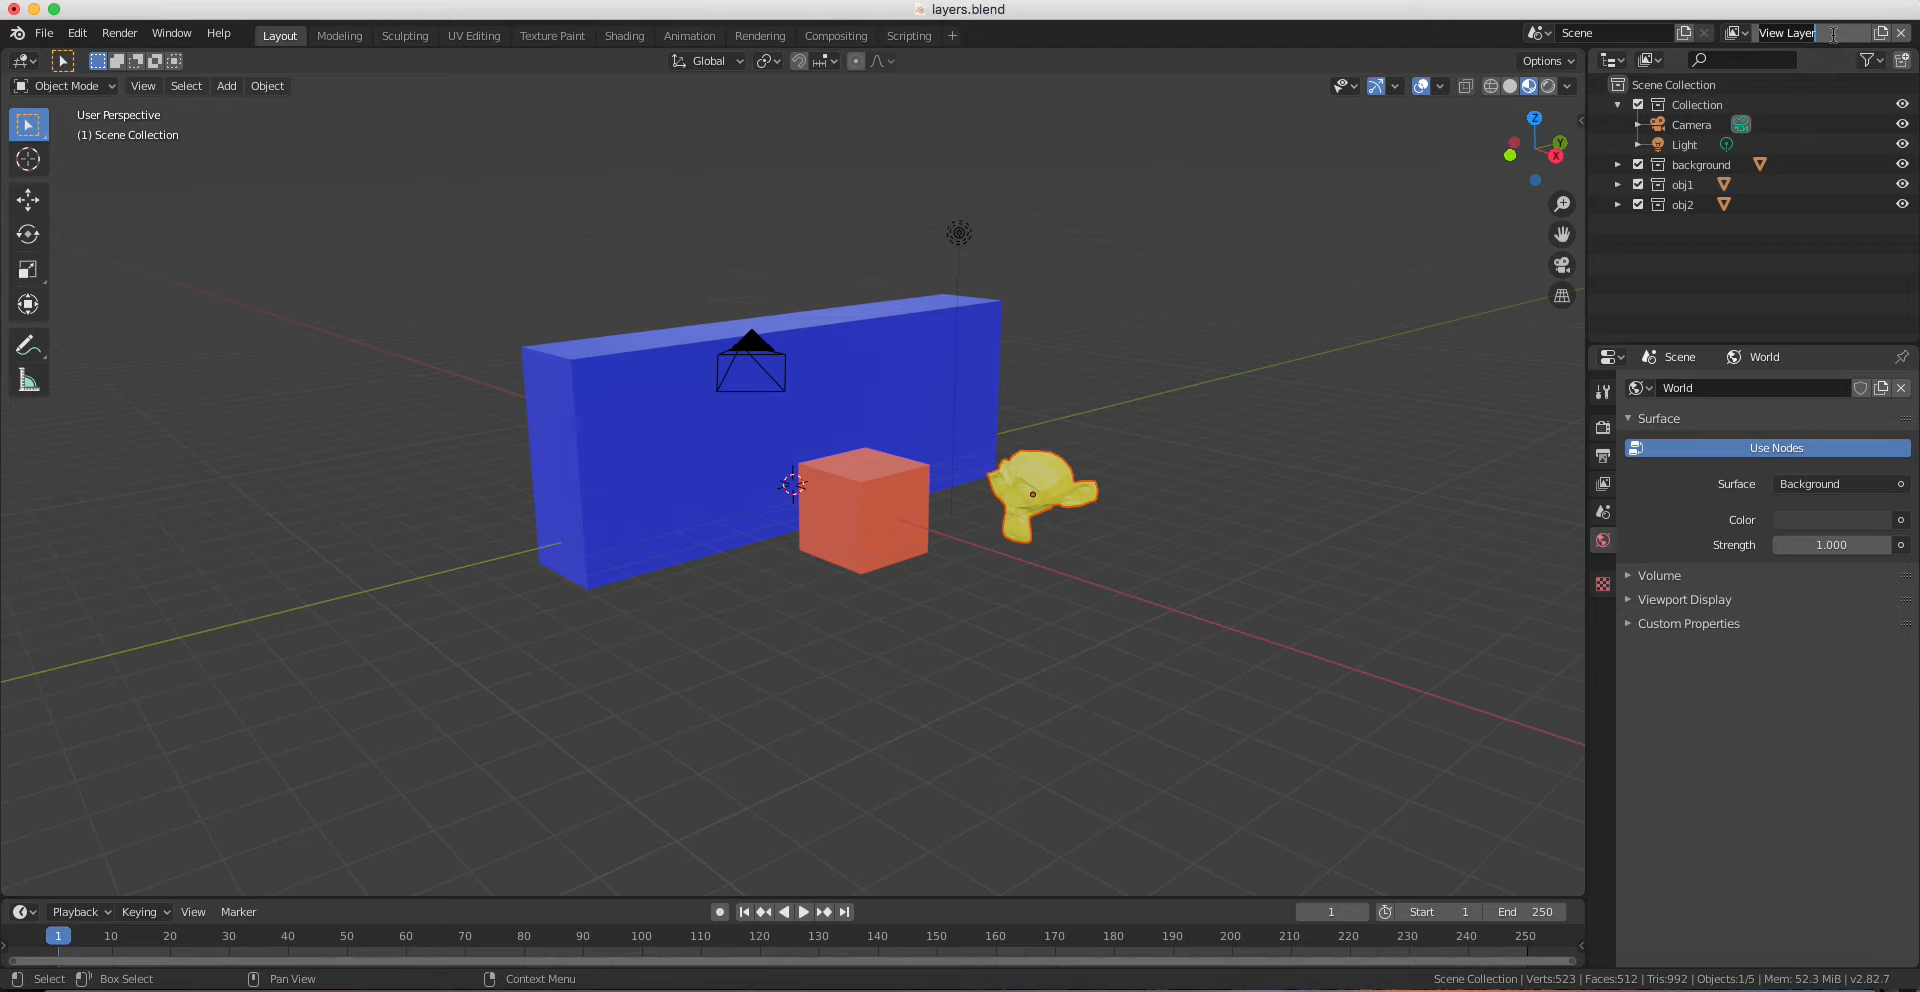 layers.blend
File Edit Render Window Help Layout Modeling Sculpting UV Editing Texture Paint Shading Animation Rendering Compositing Scripting + Scene View Layer
Global Options
Object Mode View Select Add Object
User Perspective
(1) Scene Collection
Z
Y
X
Scene Collection
Collection
Camera
Light
background
obj1
obj2
Scene World
World
Surface
Use Nodes
Surface Background
Color
Strength 1.000
Volume
Viewport Display
Custom Properties
Playback Keying View Marker 1 Start 1 End 250
1 10 20 30 40 50 60 70 80 90 100 110 120 130 140 150 160 170 180 190 200 210 220 230 240 250
Select Box Select Pan View Context Menu Scene Collection | Verts:523 | Faces:512 | Tris:992 | Objects:1/5 | Mem: 52.3 MiB | v2.82.7